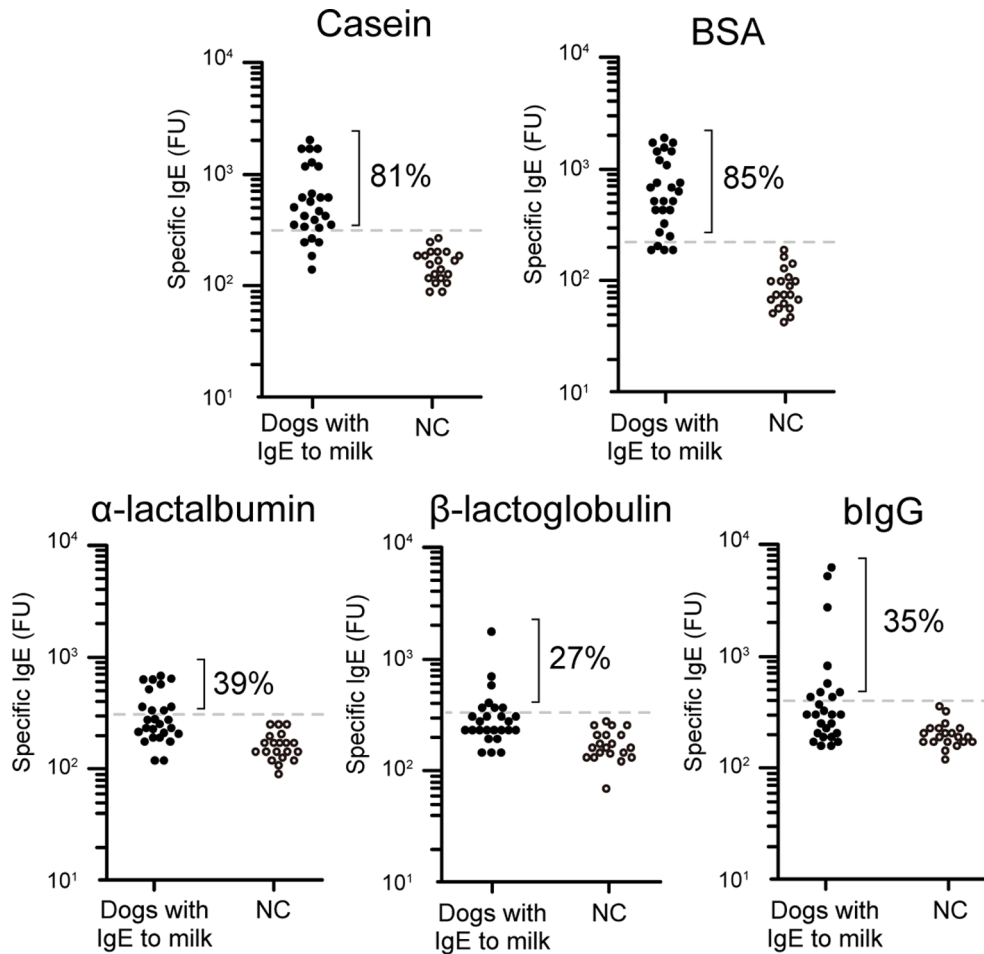 Casein
Specific IgE (FU)
10⁴
10³
10²
10¹
81%
Dogs with
IgE to milk
NC
BSA
Specific IgE (FU)
10⁴
10³
10²
10¹
85%
Dogs with
IgE to milk
NC
α-lactalbumin
Specific IgE (FU)
10⁴
10³
10²
10¹
39%
Dogs with
IgE to milk
NC
β-lactoglobulin
Specific IgE (FU)
10⁴
10³
10²
10¹
27%
Dogs with
IgE to milk
NC
bIgG
Specific IgE (FU)
10⁴
10³
10²
10¹
35%
Dogs with
IgE to milk
NC